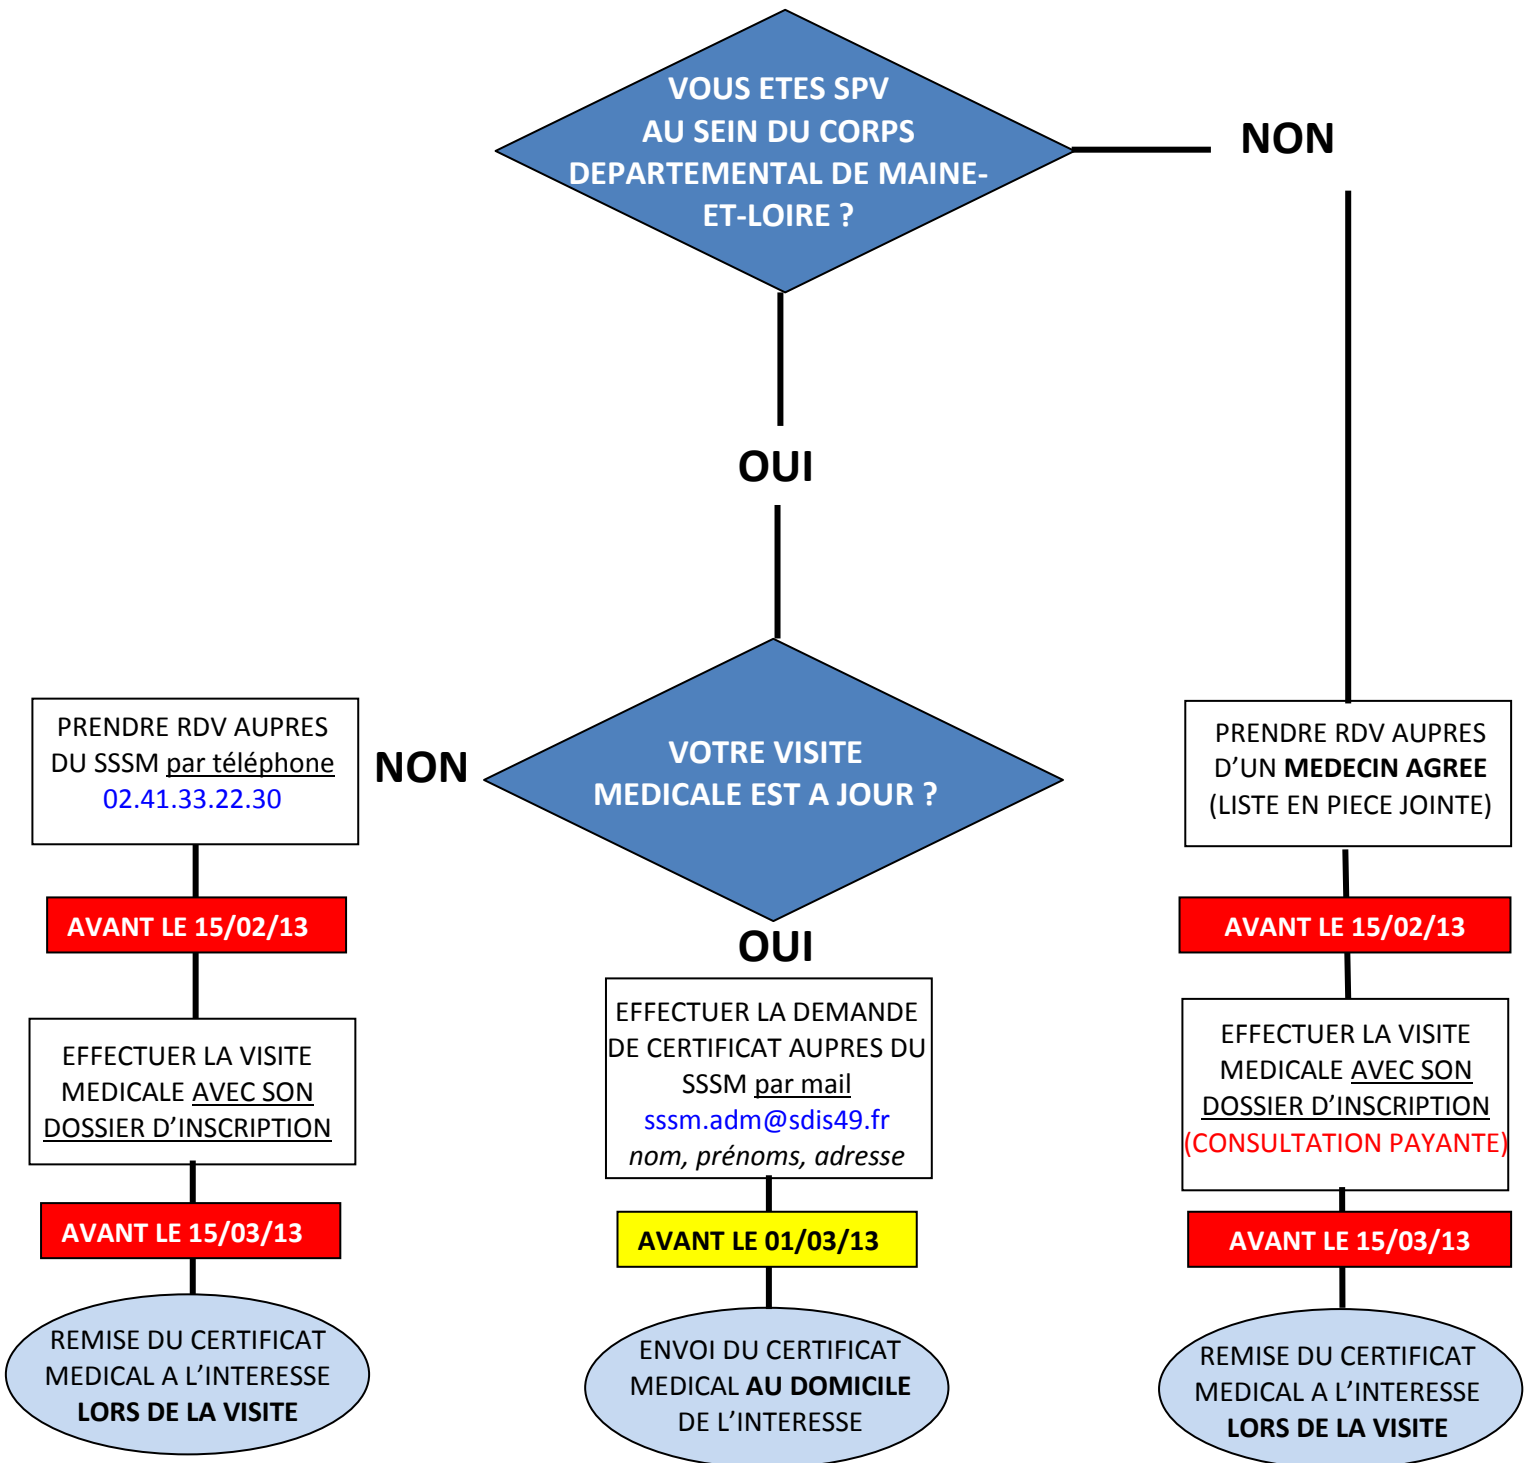 VOUS ETES SPV
AU SEIN DU CORPS
DEPARTEMENTAL DE MAINE-
ET-LOIRE ?
NON
OUI
VOTRE VISITE
MEDICALE EST A JOUR ?
NON
PRENDRE RDV AUPRES
DU SSSM par téléphone
02.41.33.22.30
AVANT LE 15/02/13
EFFECTUER LA VISITE
MEDICALE AVEC SON
DOSSIER D'INSCRIPTION
AVANT LE 15/03/13
REMISE DU CERTIFICAT
MEDICAL A L'INTERESSE
LORS DE LA VISITE
OUI
EFFECTUER LA DEMANDE
DE CERTIFICAT AUPRES DU
SSSM par mail
sssm.adm@sdis49.fr
nom, prénoms, adresse
AVANT LE 01/03/13
ENVOI DU CERTIFICAT
MEDICAL AU DOMICILE
DE L'INTERESSE
PRENDRE RDV AUPRES
D'UN MEDECIN AGREE
(LISTE EN PIECE JOINTE)
AVANT LE 15/02/13
EFFECTUER LA VISITE
MEDICALE AVEC SON
DOSSIER D'INSCRIPTION
(CONSULTATION PAYANTE)
AVANT LE 15/03/13
REMISE DU CERTIFICAT
MEDICAL A L'INTERESSE
LORS DE LA VISITE